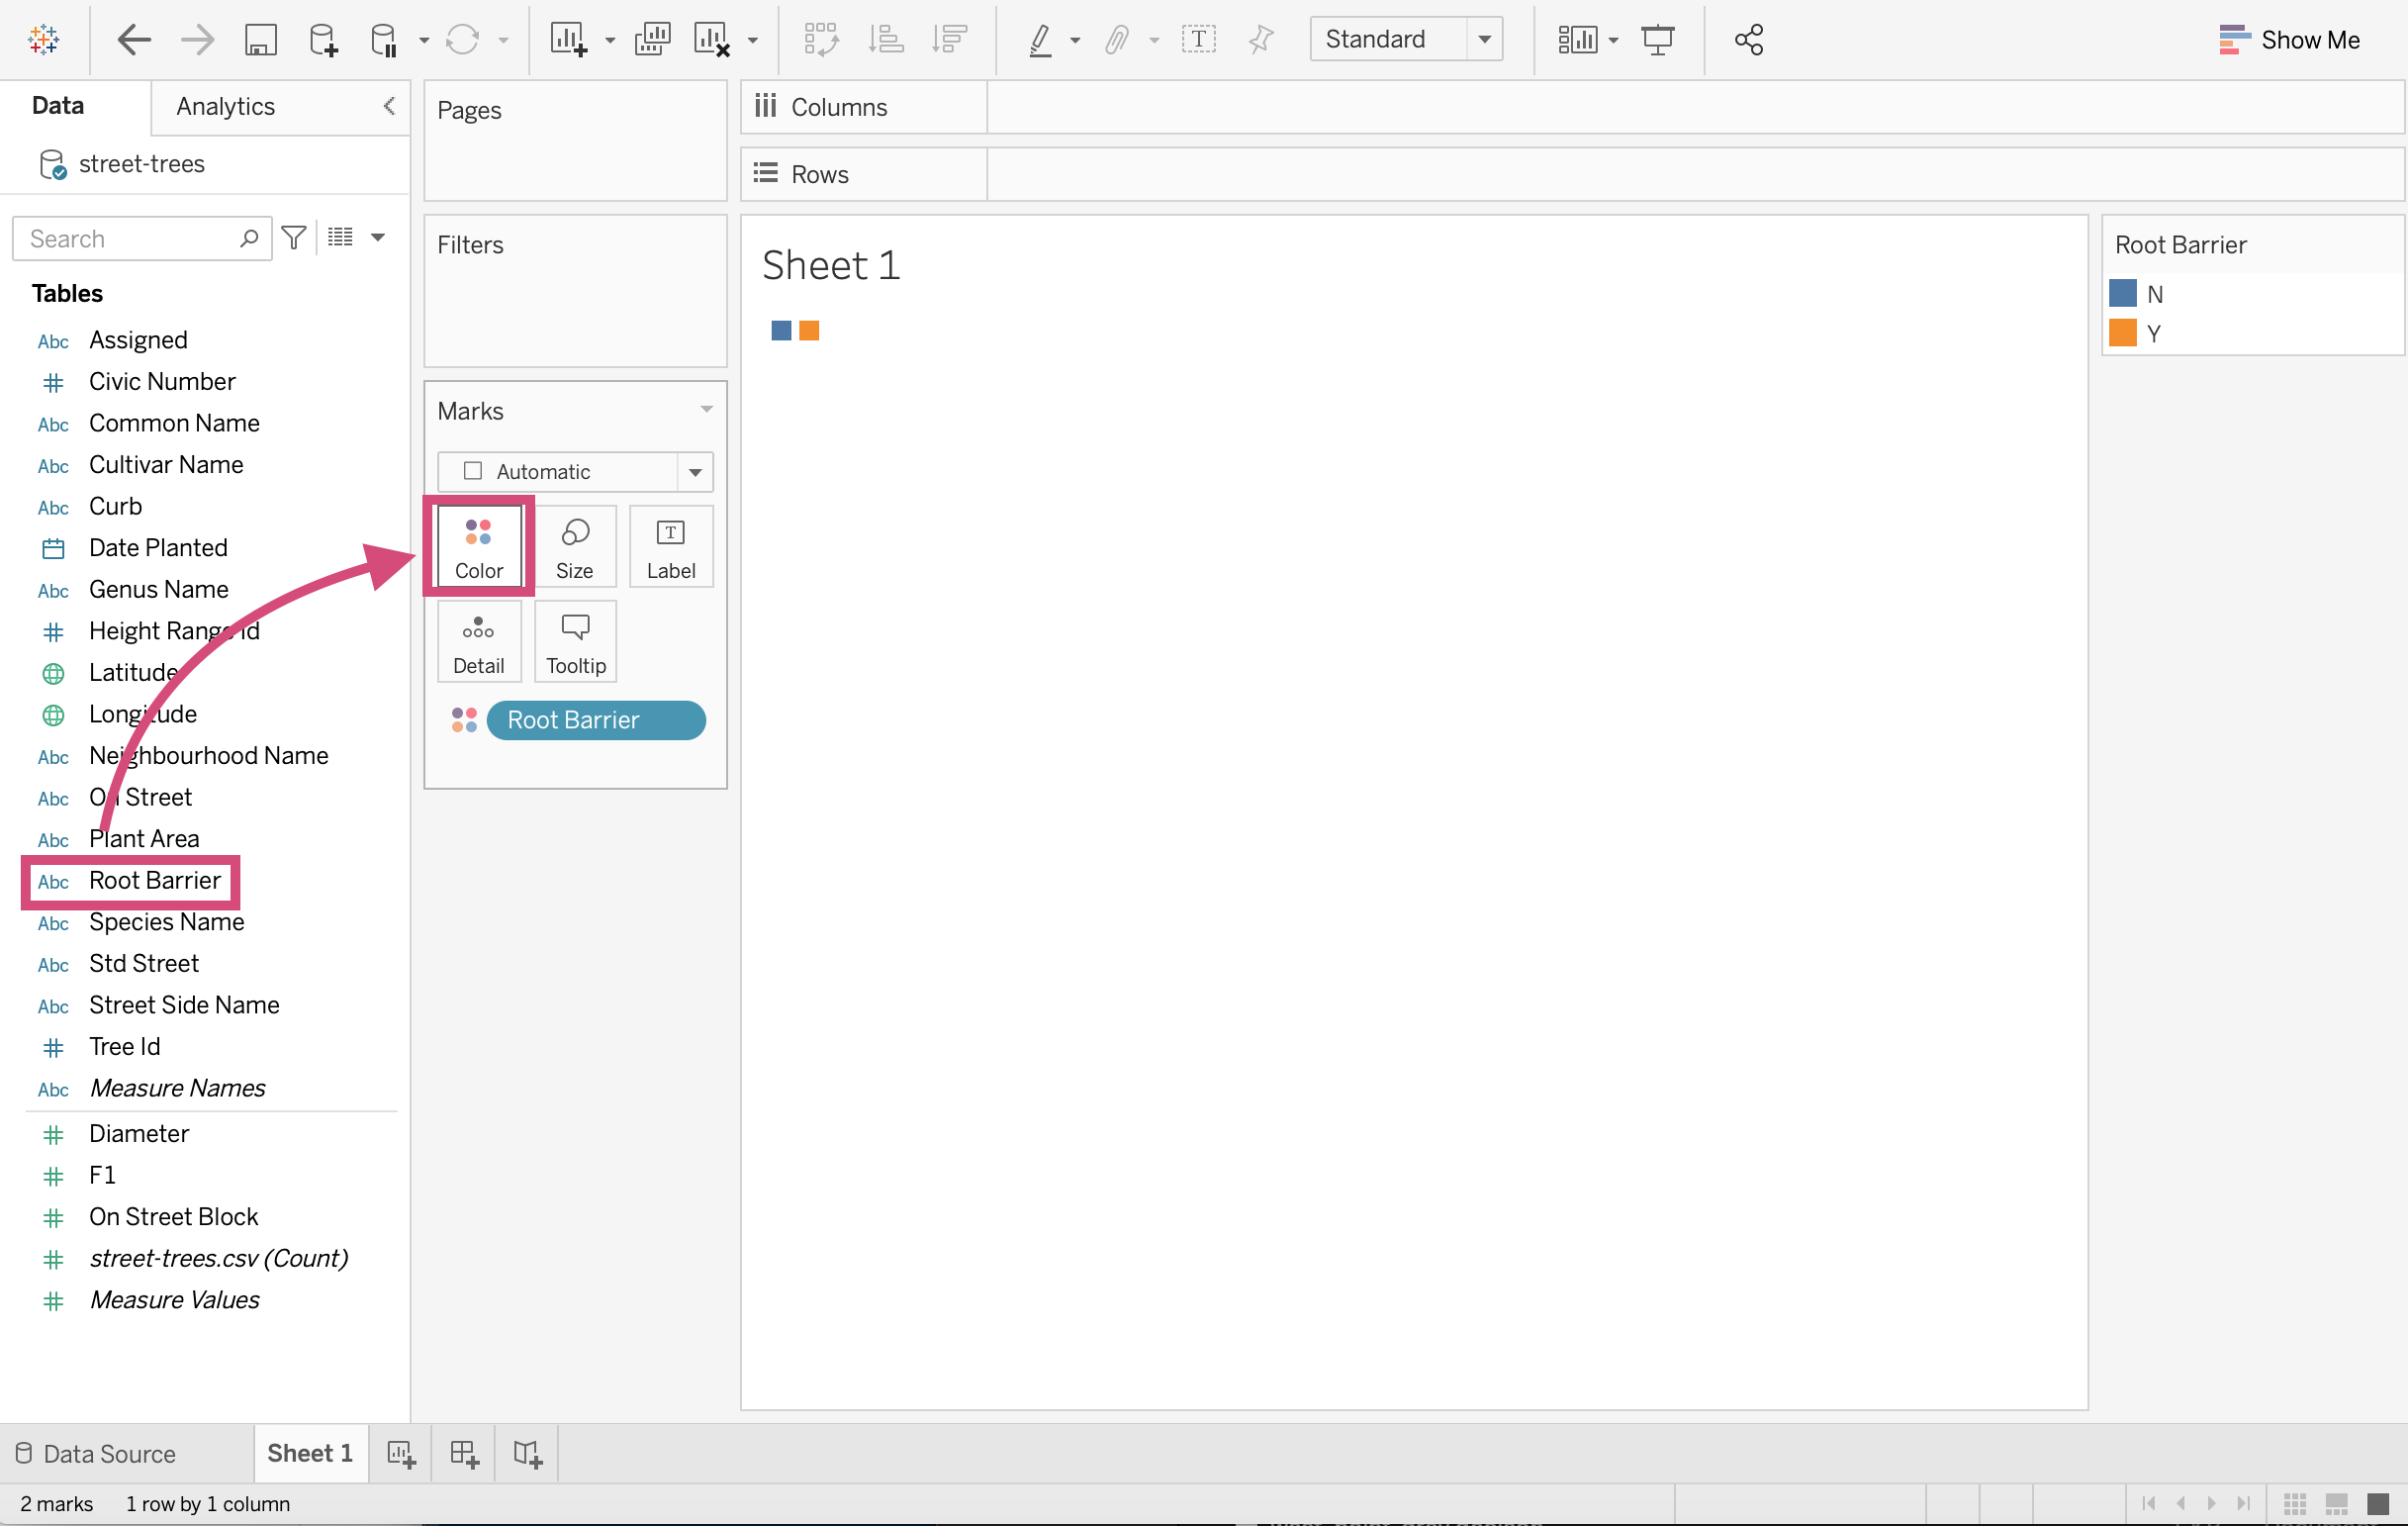 Standard
Show Me
Data
Analytics
street-trees
Search
Tables
Abc Assigned
Civic Number
Abc Common Name
Abc Cultivar Name
Abc Curb
Date Planted
Abc Genus Name
Height Range Id
Latitude
Longitude
Abc Neighbourhood Name
Abc On Street
Abc Plant Area
Abc Root Barrier
Abc Species Name
Abc Std Street
Abc Street Side Name
Tree Id
Abc Measure Names
Diameter
F1
On Street Block
street-trees.csv (Count)
Measure Values
Pages
Filters
Marks
Automatic
Color
Size
Label
Detail
Tooltip
Root Barrier
Columns
Rows
Sheet 1
Root Barrier
N
Y
Data Source
Sheet 1
2 marks 1 row by 1 column